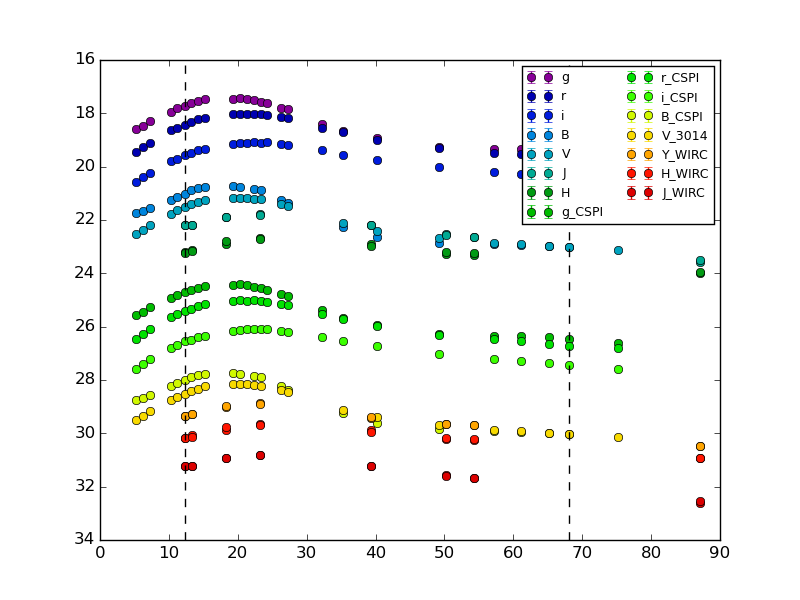 16
18
20
22
24
26
28
30
32
34
0 10 20 30 40 50 60 70 80 90
g
r
i
B
V
J
H
g_CSPI
r_CSPI
i_CSPI
B_CSPI
V_3014
Y_WIRC
H_WIRC
J_WIRC